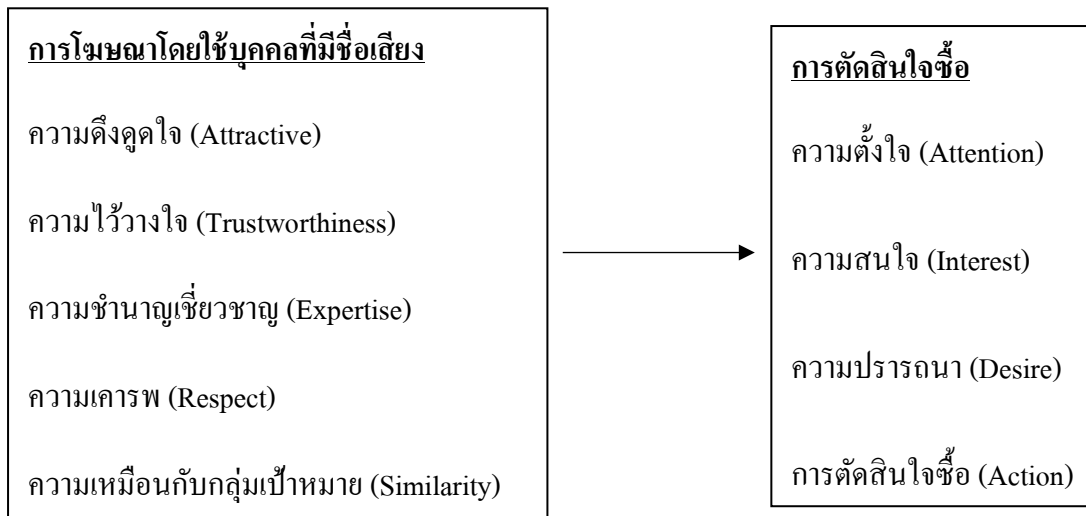 การโฆษณาโดยใช้บุคคลที่มีชื่อเสียง
ความดึงดูดใจ (Attractive)
ความไว้วางใจ (Trustworthiness)
ความชำนาญเชี่ยวชาญ (Expertise)
ความเคารพ (Respect)
ความเหมือนกับกลุ่มเป้าหมาย (Similarity)
การตัดสินใจซื้อ
ความตั้งใจ (Attention)
ความสนใจ (Interest)
ความปรารถนา (Desire)
การตัดสินใจซื้อ (Action)